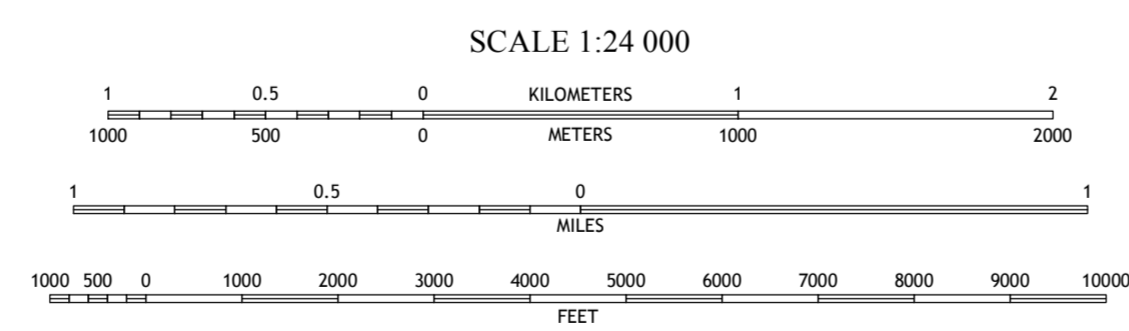 SCALE 1:24 000
1 0.5 0 KILOMETERS 1 2
1000 500 0 METERS 1000 2000
1 0.5 0 1
MILES
1000 500 0 1000 2000 3000 4000 5000 6000 7000 8000 9000 10000
FEET